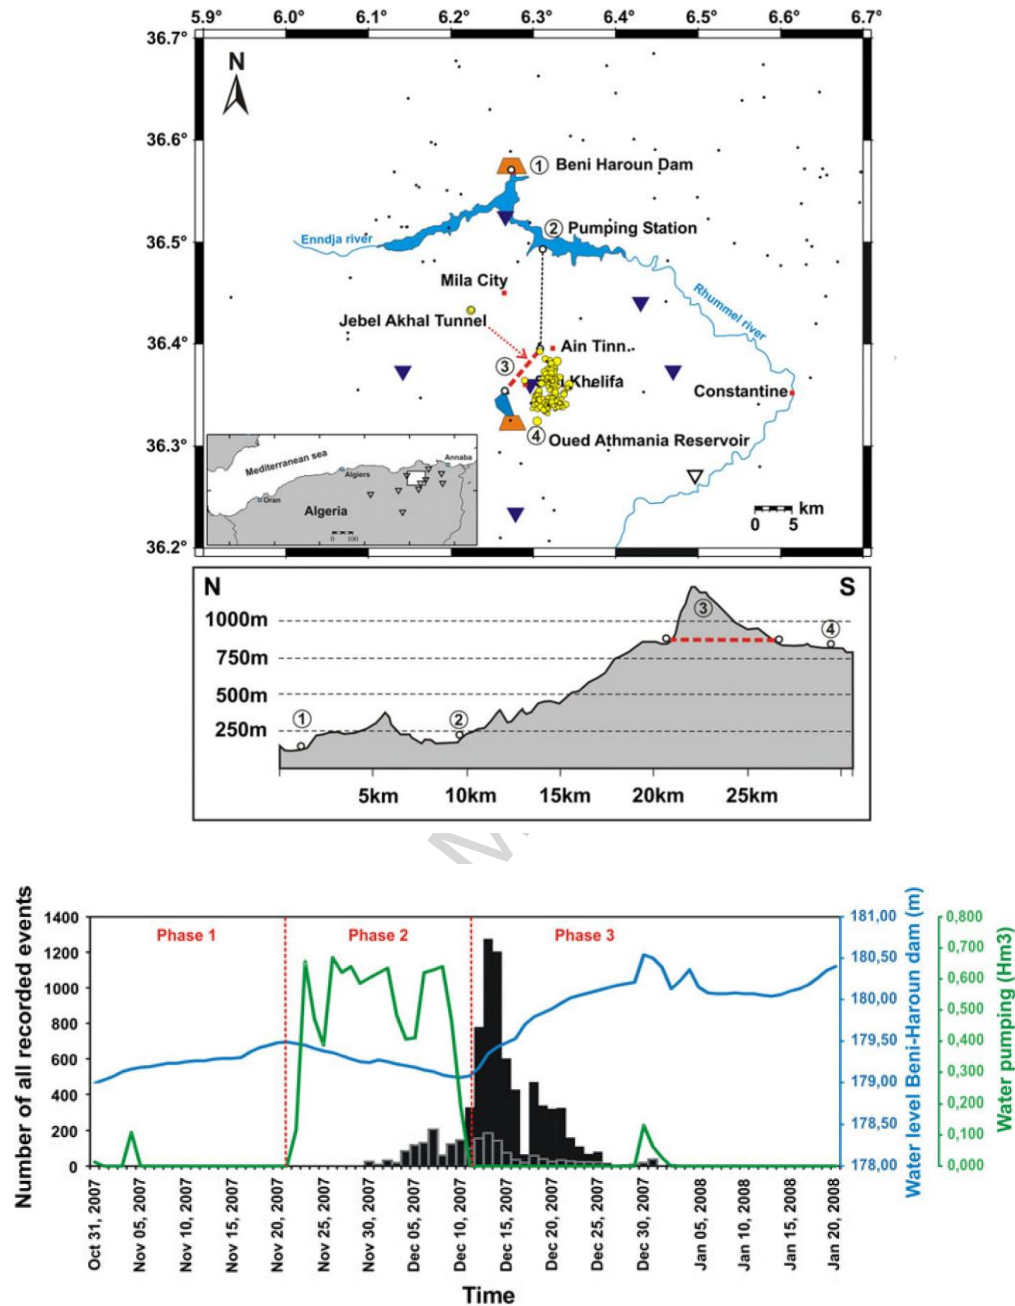 5.9° 6.0° 6.1° 6.2° 6.3° 6.4° 6.5° 6.6° 6.7°
36.7°
N
36.6°
1 Beni Haroun Dam
2 Pumping Station
36.5°
Enndja river
Mila City
Rhummel river
Jebel Akhal Tunnel
36.4°
Ain Tinn.
3
Khelifa
Constantine
4 Oued Athmania Reservoir
36.3°
Mediterranean sea
Annaba
Algiers
Oran
Algeria
0 100
km
0 5
36.2°
N S
1000m
3
4
750m
500m
250m
1 2
5km 10km 15km 20km 25km
Number of all recorded events
1400
1200
1000
800
600
400
200
0
Phase 1 Phase 2 Phase 3
181,00
180,50
180,00
179,50
179,00
178,50
178,00
Water level Beni-Haroun dam (m)
0,800
0,700
0,600
0,500
0,400
0,300
0,200
0,100
0,000
Water pumping (Hm3)
Oct 31, 2007
Nov 05, 2007
Nov 10, 2007
Nov 15, 2007
Nov 20, 2007
Nov 25, 2007
Nov 30, 2007
Dec 05, 2007
Dec 10, 2007
Dec 15, 2007
Dec 20, 2007
Dec 25, 2007
Dec 30, 2007
Jan 05, 2008
Jan 10, 2008
Jan 15, 2008
Jan 20, 2008
Time